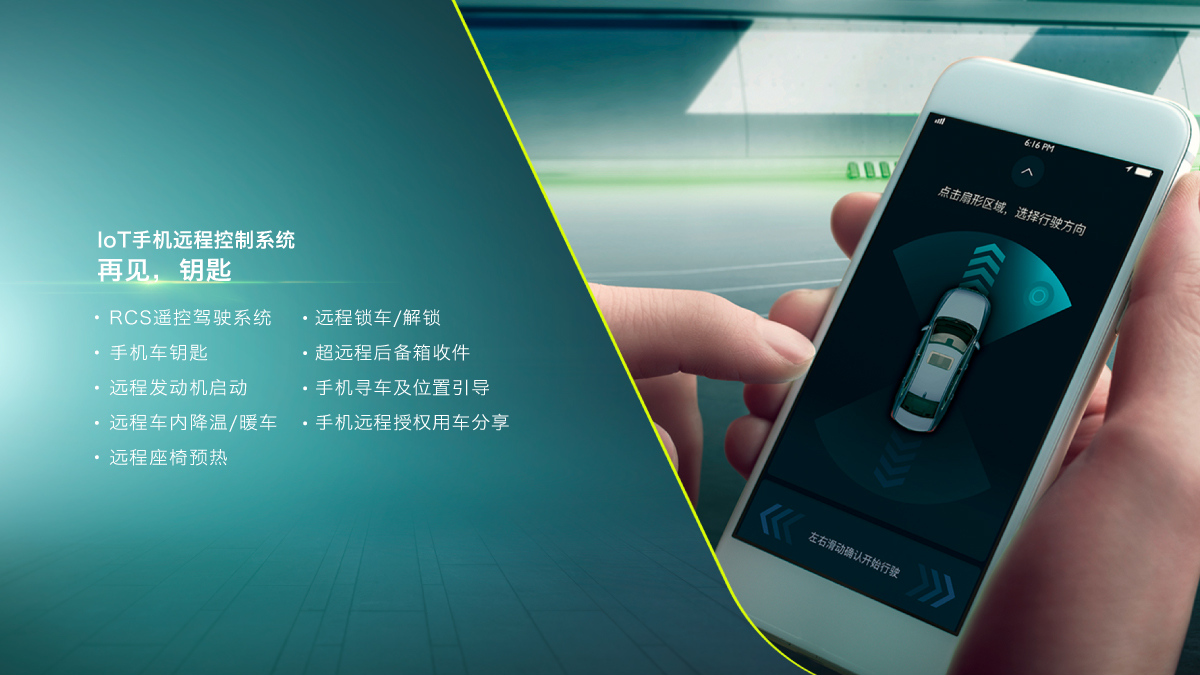 IoT手机远程控制系统
再见，钥匙
• RCS遥控驾驶系统
• 手机车钥匙
• 远程发动机启动
• 远程车内降温/暖车
• 远程座椅预热
• 远程锁车/解锁
• 超远程后备箱收件
• 手机寻车及位置引导
• 手机远程授权用车分享
6:16 PM
点击扇形区域，选择行驶方向
左右滑动确认开始行驶